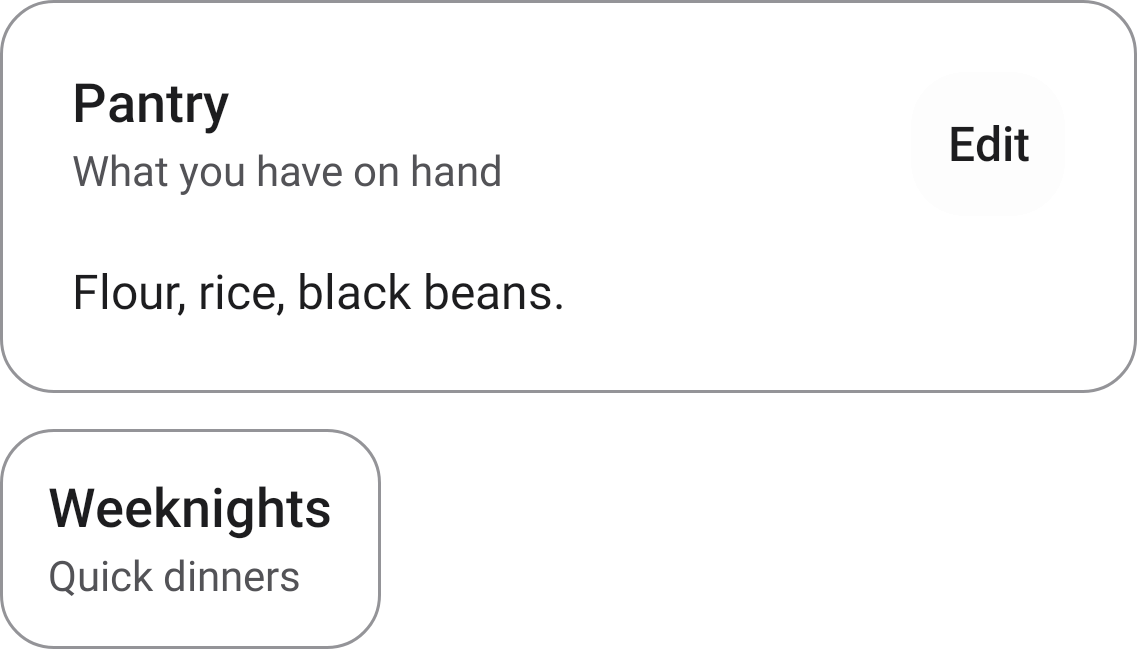 Pantry
What you have on hand
Edit
Flour, rice, black beans.
Weeknights
Quick dinners